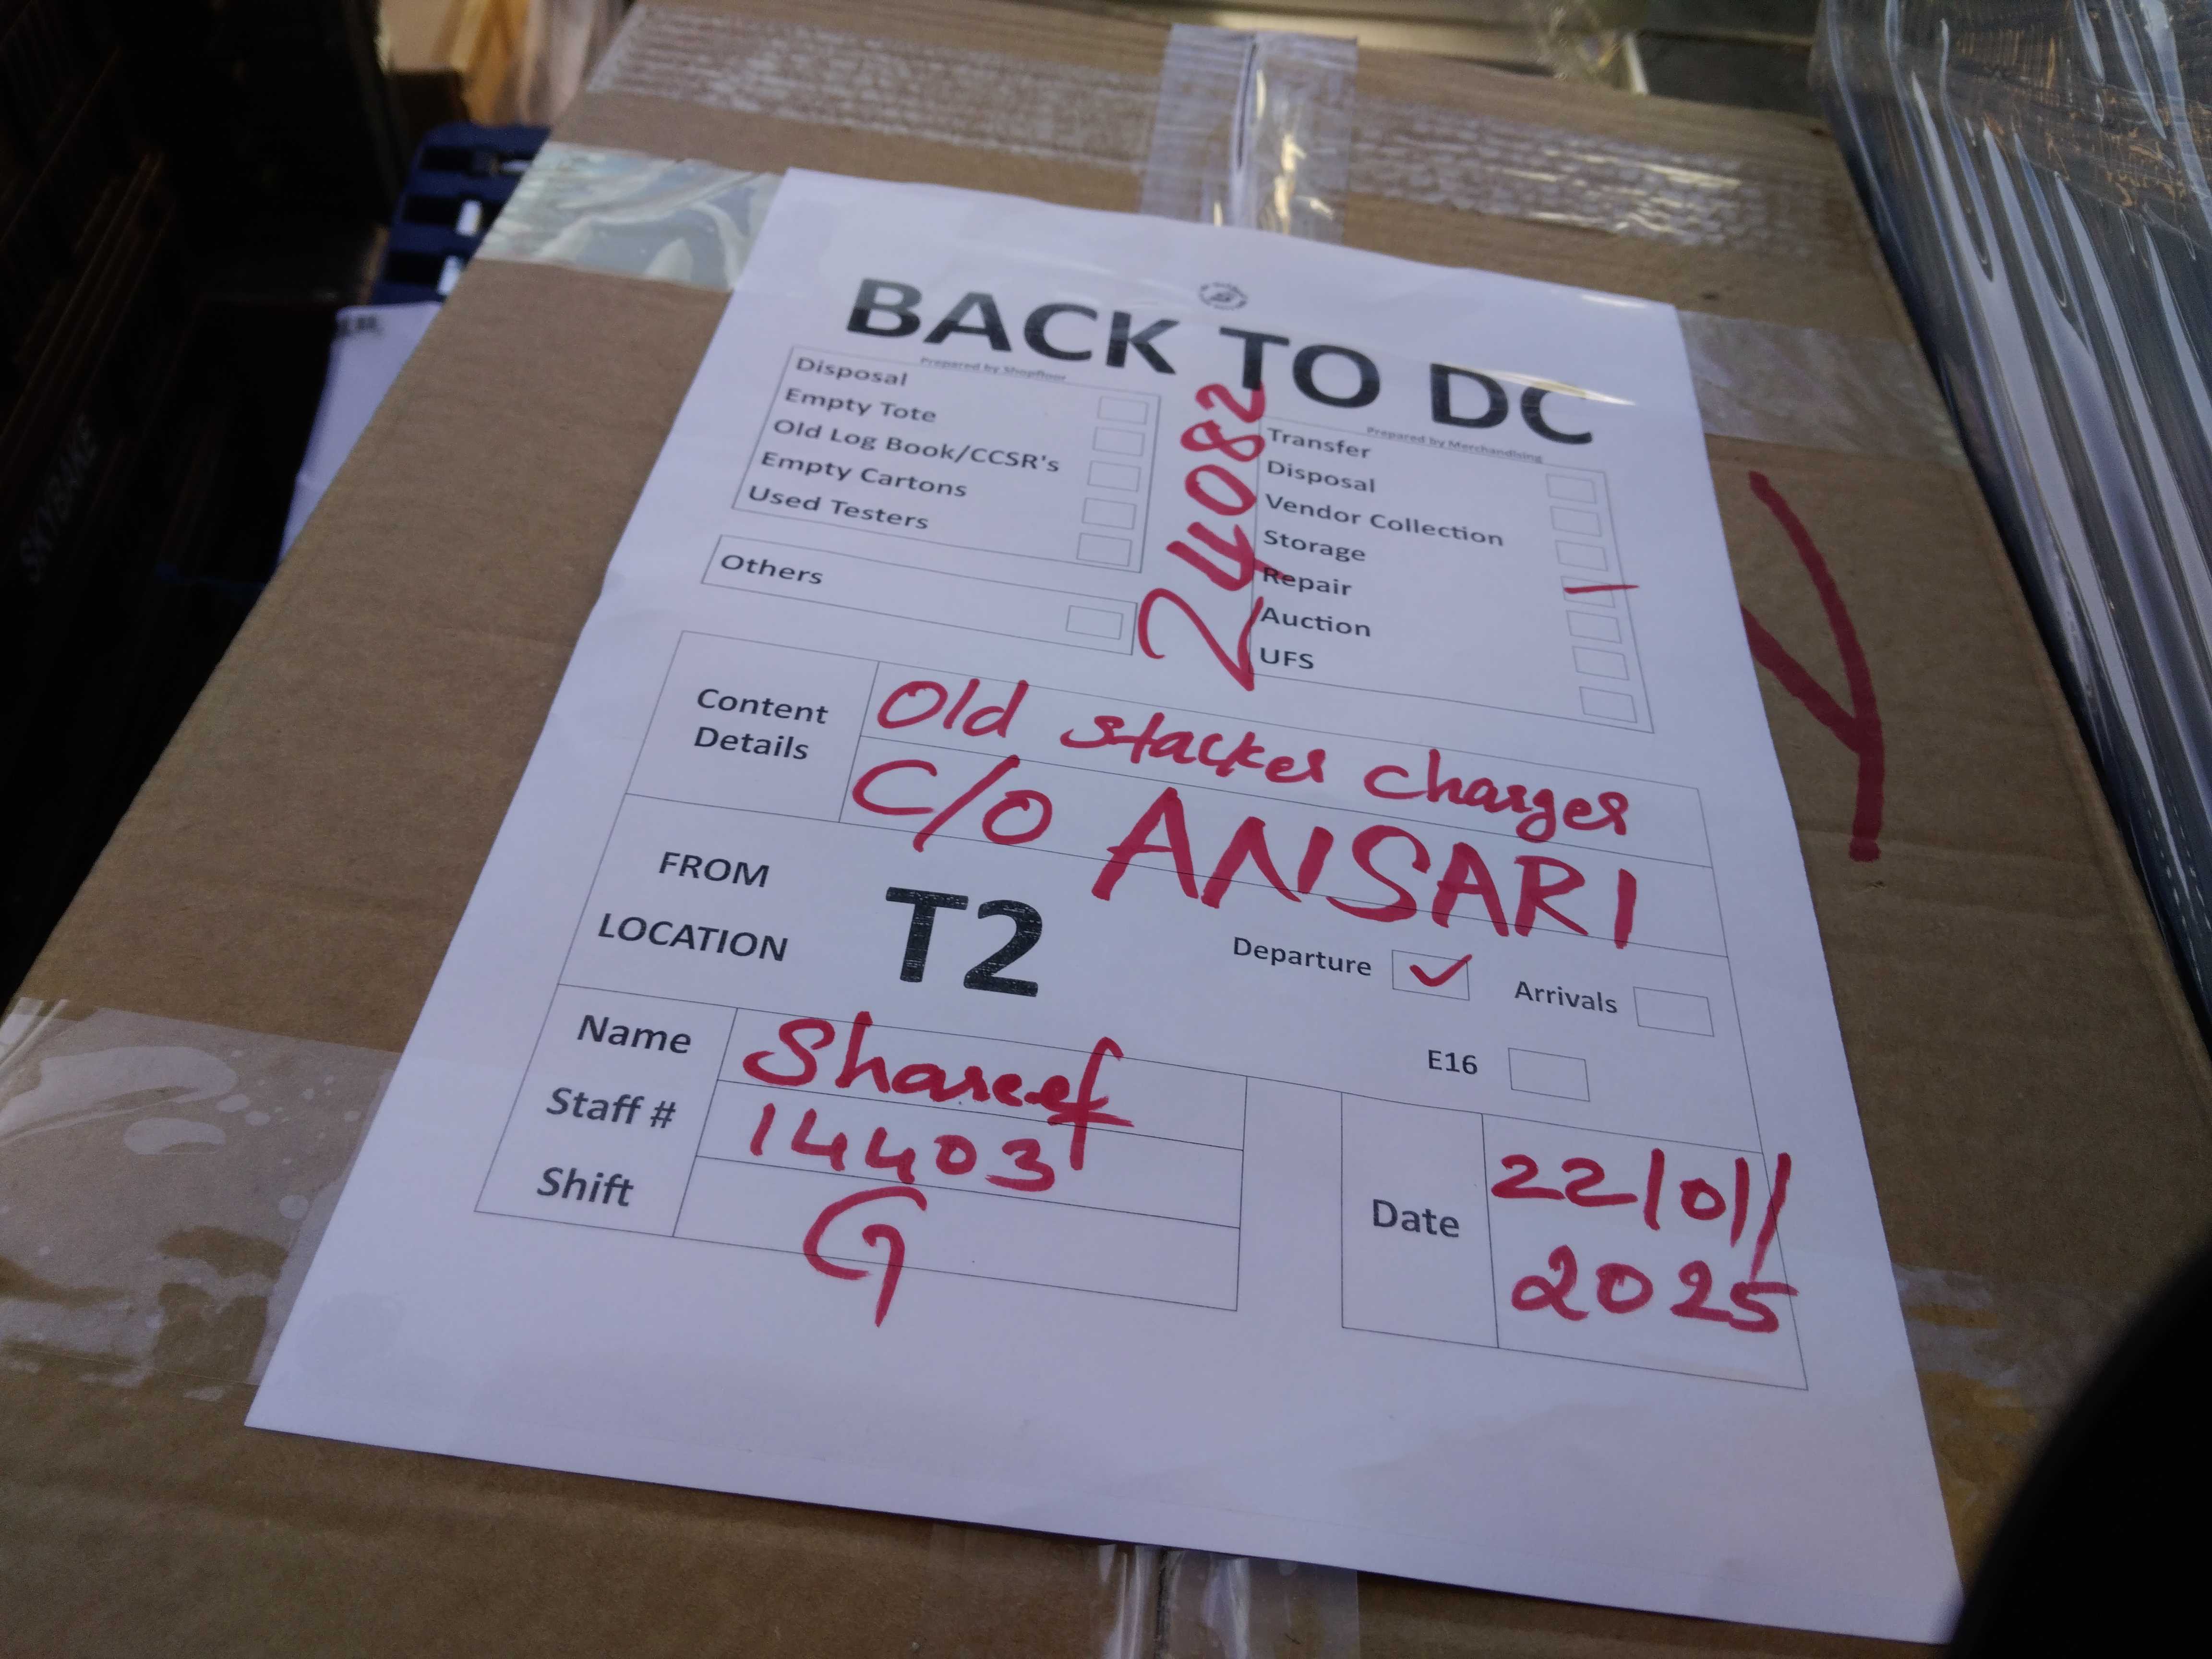 BACK TO DC
Prepared by Shopfloor
Disposal
Empty Tote
Old Log Book/CCSR's
Empty Cartons
Used Testers
Others
24082
Prepared by Merchandising
Transfer
Disposal
Vendor Collection
Storage
Repair
Auction
UFS
Content
Details
Old stacker charger
C/O ANSARI
FROM
LOCATION
T2
Departure ✓
Arrivals
E16
Name Shareef
Staff # 14403
Shift G
Date 22/01/
2025
SKYBAKE